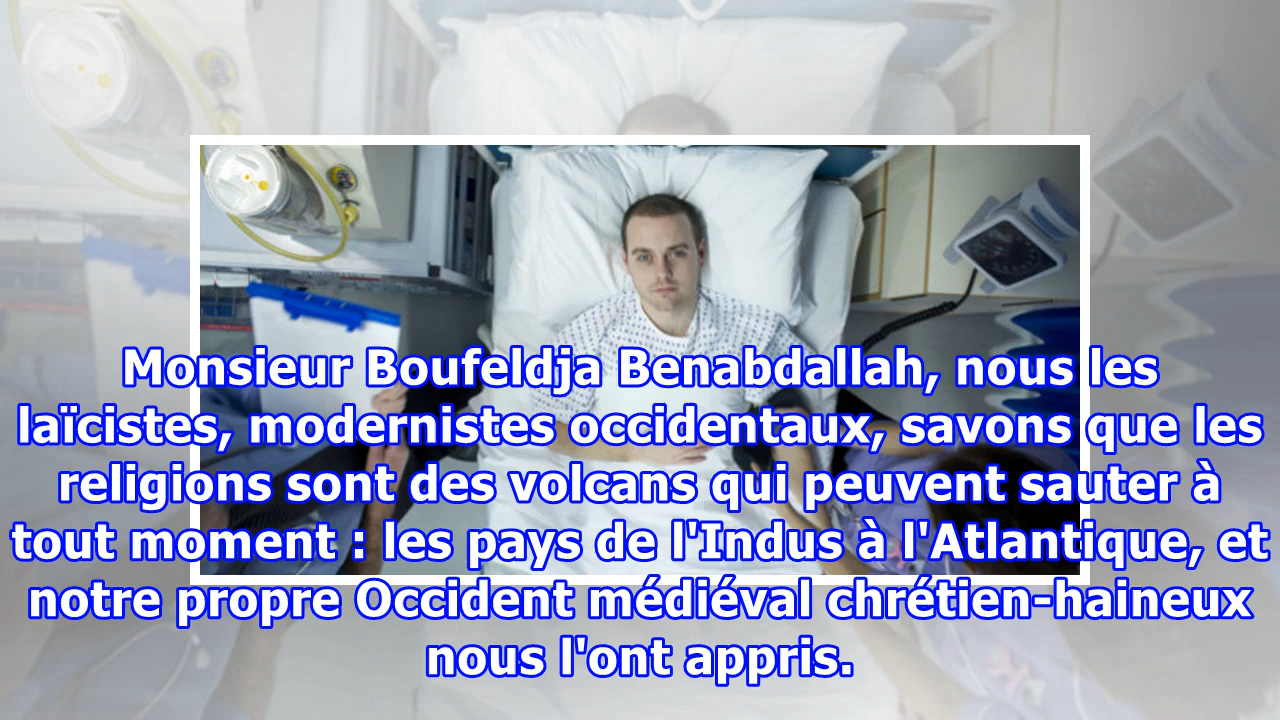 Monsieur Boufeldja Benabdallah, nous les
laïcistes, modernistes occidentaux, savons que les
religions sont des volcans qui peuvent sauter à
tout moment : les pays de l'Indus à l'Atlantique, et
notre propre Occident médiéval chrétien-haineux
nous l'ont appris.